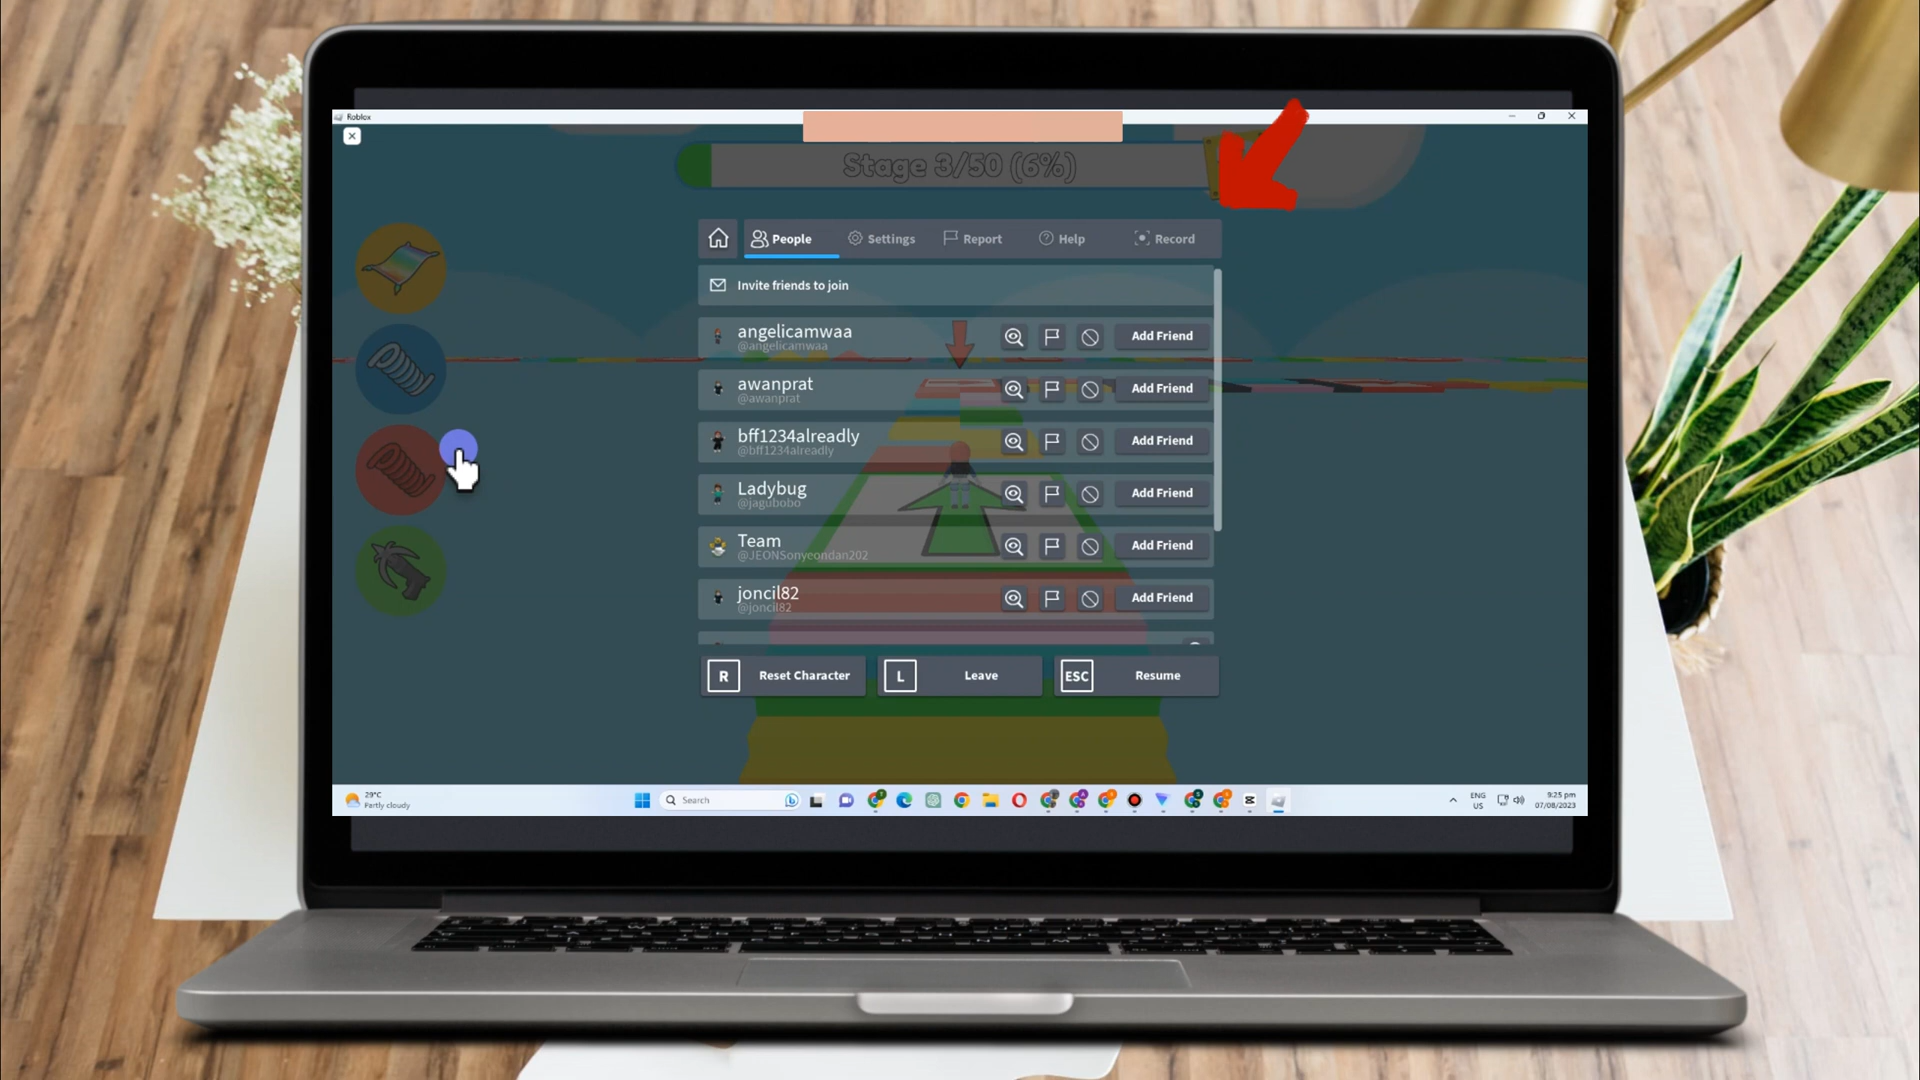 Roblox
Stage 3/50 (6%)
People
Settings
Report
Help
Record
Invite friends to join
angelicamwaa
@angelicamwaa
Add Friend
awanprat
@awanprat
Add Friend
bff1234alreadly
@bff1234alreadly
Add Friend
Ladybug
@jagubobo
Add Friend
Team
@JEONSonyeondan202
Add Friend
joncil82
@joncil82
Add Friend
R Reset Character
L Leave
ESC Resume
29°C
Partly cloudy
Search
ENG
US
9:25 pm
07/08/2023